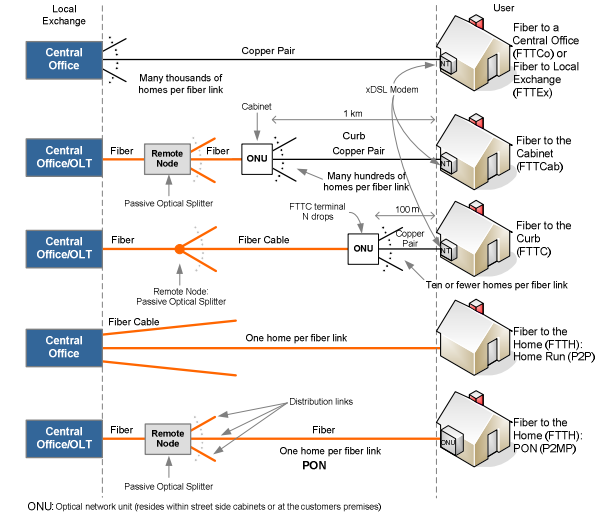 Local
Exchange
User
Central
Office
Copper Pair
Many thousands of
homes per fiber link
NT
Fiber to a
Central Office
(FTTCo) or
Fiber to Local
Exchange
(FTTEx)
xDSL Modem
Cabinet
1 km
Central
Office/OLT
Fiber
Remote
Node
Fiber
ONU
Curb
Copper Pair
NT
Fiber to the
Cabinet
(FTTCab)
Many hundreds of
homes per fiber link
Passive Optical Splitter
FTTC terminal
N drops
100 m
Central
Office/OLT
Fiber
Fiber Cable
ONU
Copper
Pair
NT
Fiber to the
Curb
(FTTC)
Ten or fewer homes per fiber link
Remote Node:
Passive Optical Splitter
Fiber Cable
Central
Office
One home per fiber link
Fiber to the
Home (FTTH):
Home Run (P2P)
Distribution links
Central
Office/OLT
Fiber
Remote
Node
Fiber
ONU
Fiber to the
Home (FTTH):
PON (P2MP)
One home per fiber link
PON
Passive Optical Splitter
ONU: Optical network unit (resides within street side cabinets or at the customers premises)